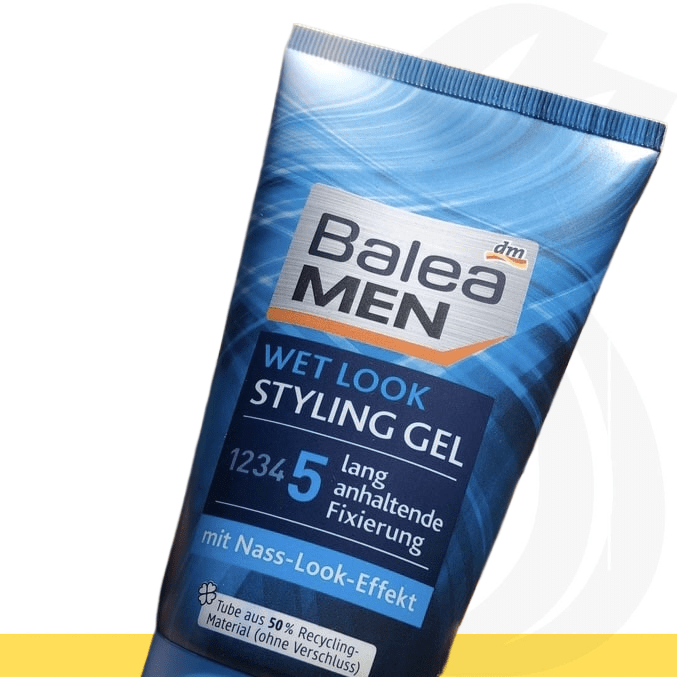 dm
Balea
MEN
WET LOOK
STYLING GEL
1234 5 lang
anhaltende
Fixierung
mit Nass-Look-Effekt
Tube aus 50% Recycling-
Material (ohne Verschluss)